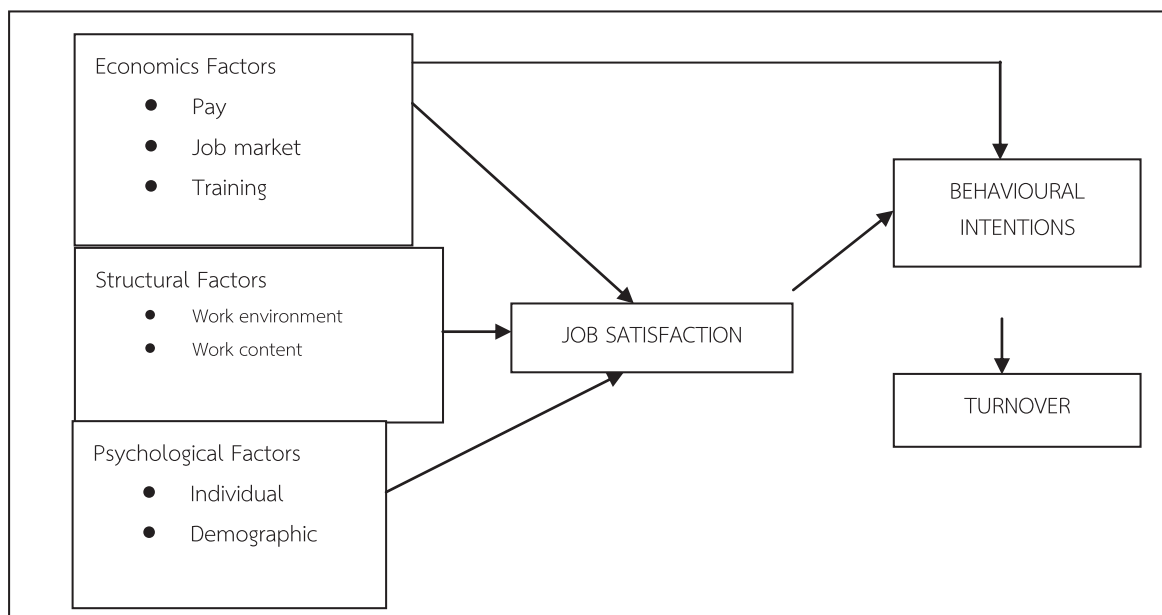 Economics Factors
● Pay
● Job market
● Training
Structural Factors
● Work environment
● Work content
Psychological Factors
● Individual
● Demographic
JOB SATISFACTION
BEHAVIOURAL
INTENTIONS
TURNOVER